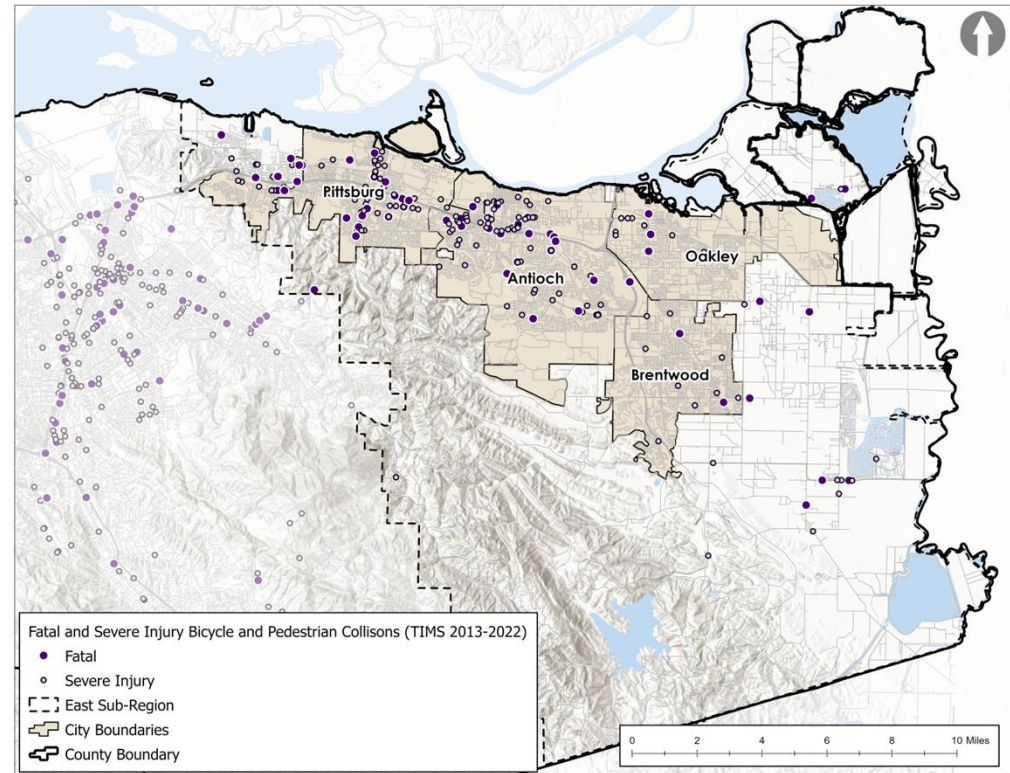 Pittsburg
Oakley
Antioch
Brentwood
Fatal and Severe Injury Bicycle and Pedestrian Collisons (TIMS 2013-2022)
Fatal
Severe Injury
East Sub-Region
City Boundaries
County Boundary
0 2 4 6 8 10 Miles